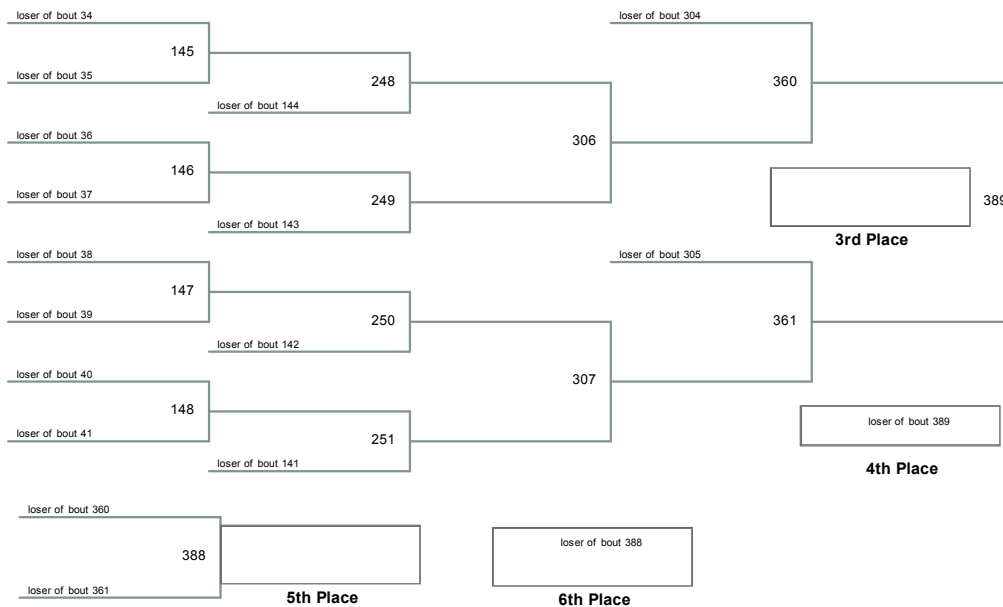 loser of bout 34
loser of bout 304
145
loser of bout 35
248
360
loser of bout 144
loser of bout 36
306
146
loser of bout 37
249
389
loser of bout 143
3rd Place
loser of bout 38
loser of bout 305
147
loser of bout 39
250
361
loser of bout 142
loser of bout 40
307
148
loser of bout 41
251
loser of bout 389
loser of bout 141
4th Place
loser of bout 360
388
loser of bout 388
loser of bout 361
5th Place
6th Place